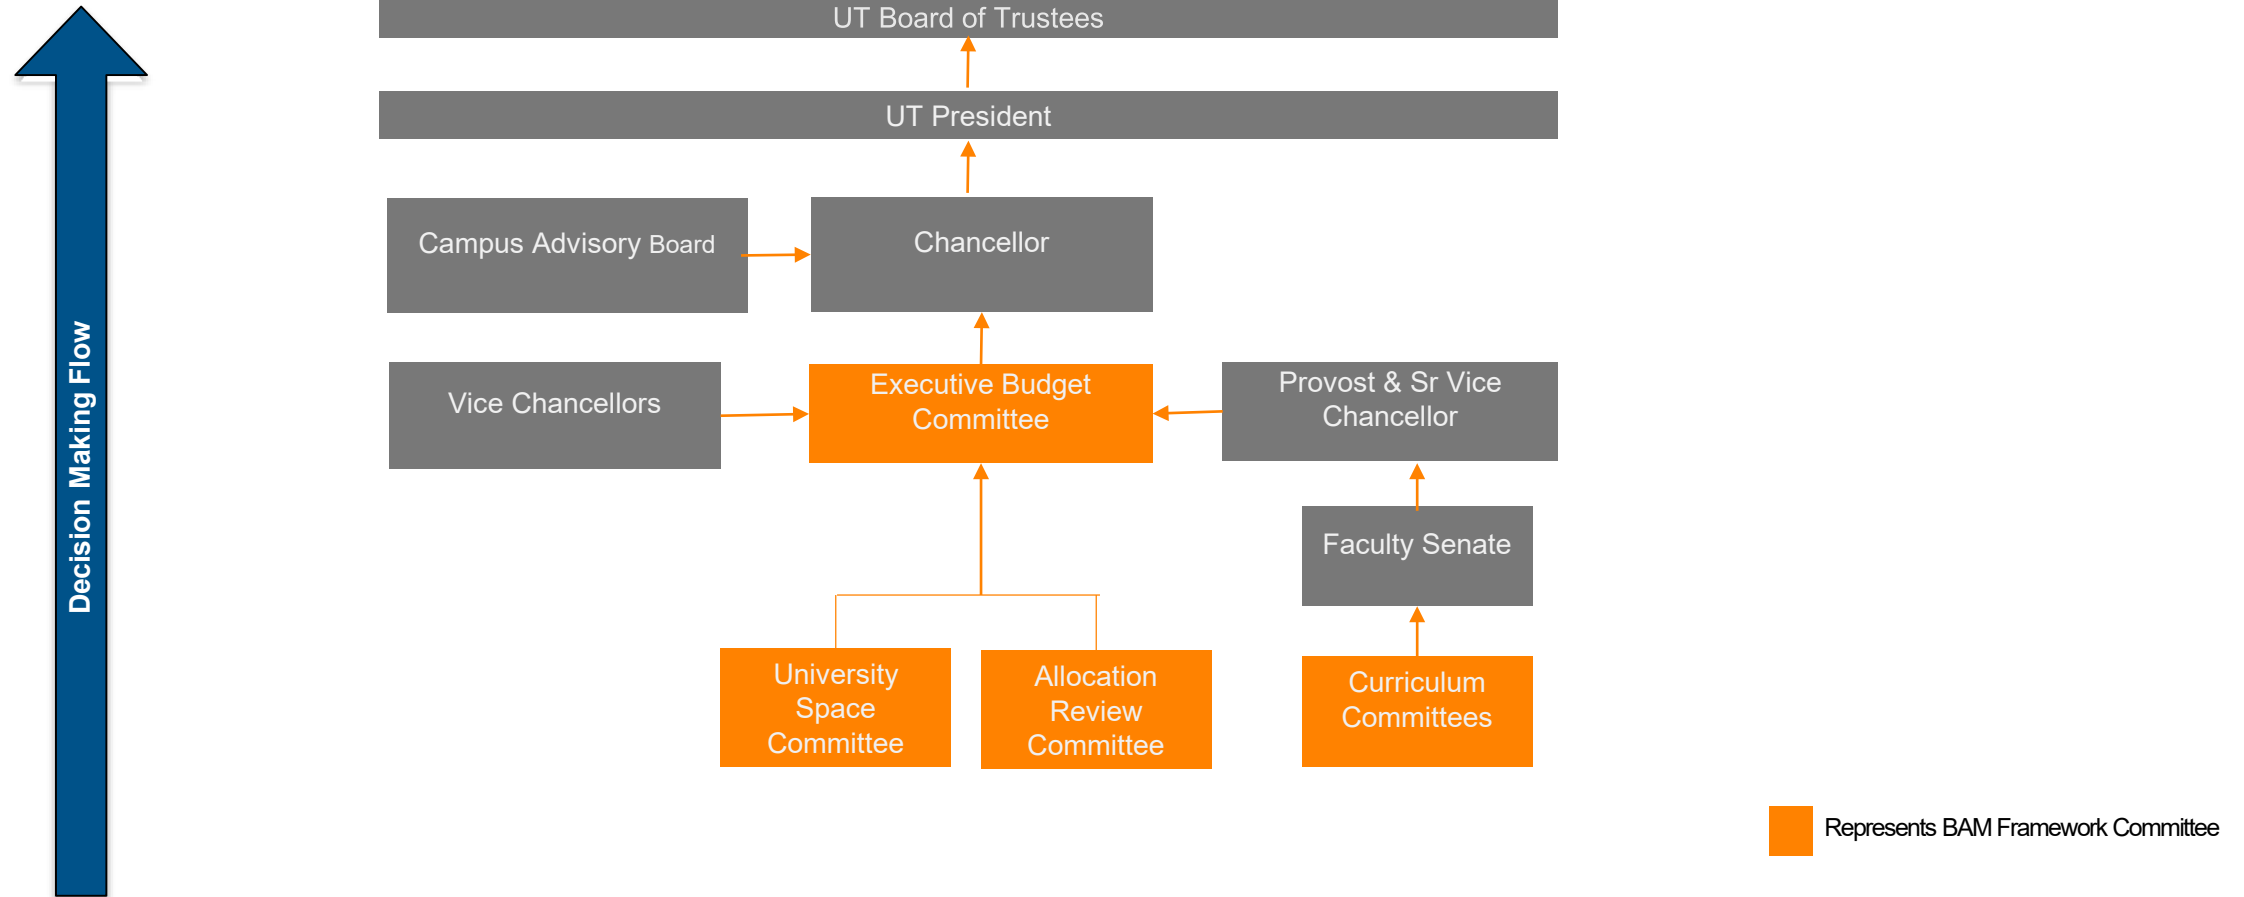 UT Board of Trustees
UT President
Campus Advisory Board
Chancellor
Vice Chancellors
Executive Budget
Committee
Provost & Sr Vice
Chancellor
Faculty Senate
University
Space
Committee
Allocation
Review
Committee
Curriculum
Committees
Decision Making Flow
Represents BAM Framework Committee